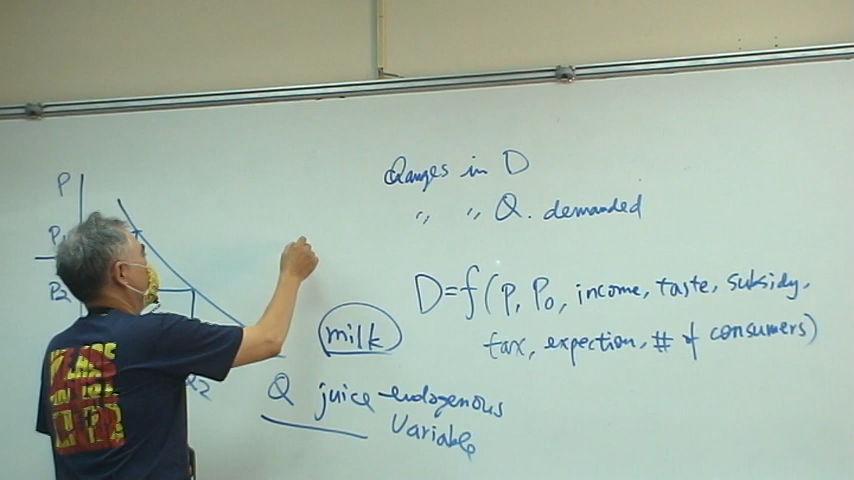 Changes in D
" " Q. demanded
D=f(P, Po, income, taste, subsidy,
tax, expection, # of consumers)
P
P1
P2
Q2
Q
milk
juice-endogenous
Variable